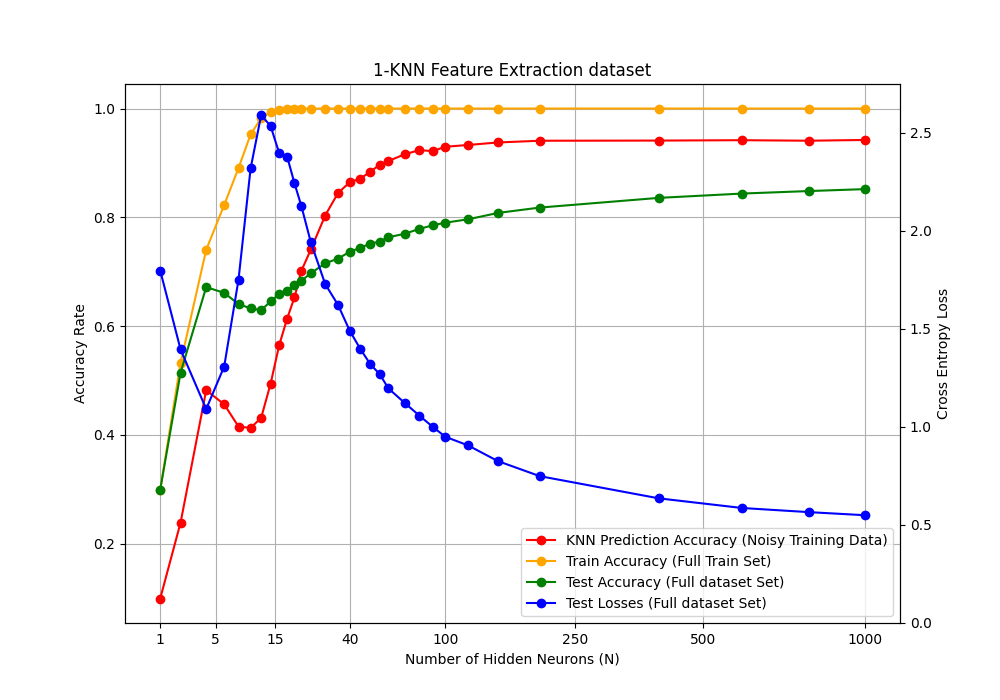 1-KNN Feature Extraction dataset
1.0
0.8
0.6
0.4
0.2
Accuracy Rate
2.5
2.0
1.5
1.0
0.5
0.0
Cross Entropy Loss
KNN Prediction Accuracy (Noisy Training Data)
Train Accuracy (Full Train Set)
Test Accuracy (Full dataset Set)
Test Losses (Full dataset Set)
1 5 15 40 100 250 500 1000
Number of Hidden Neurons (N)